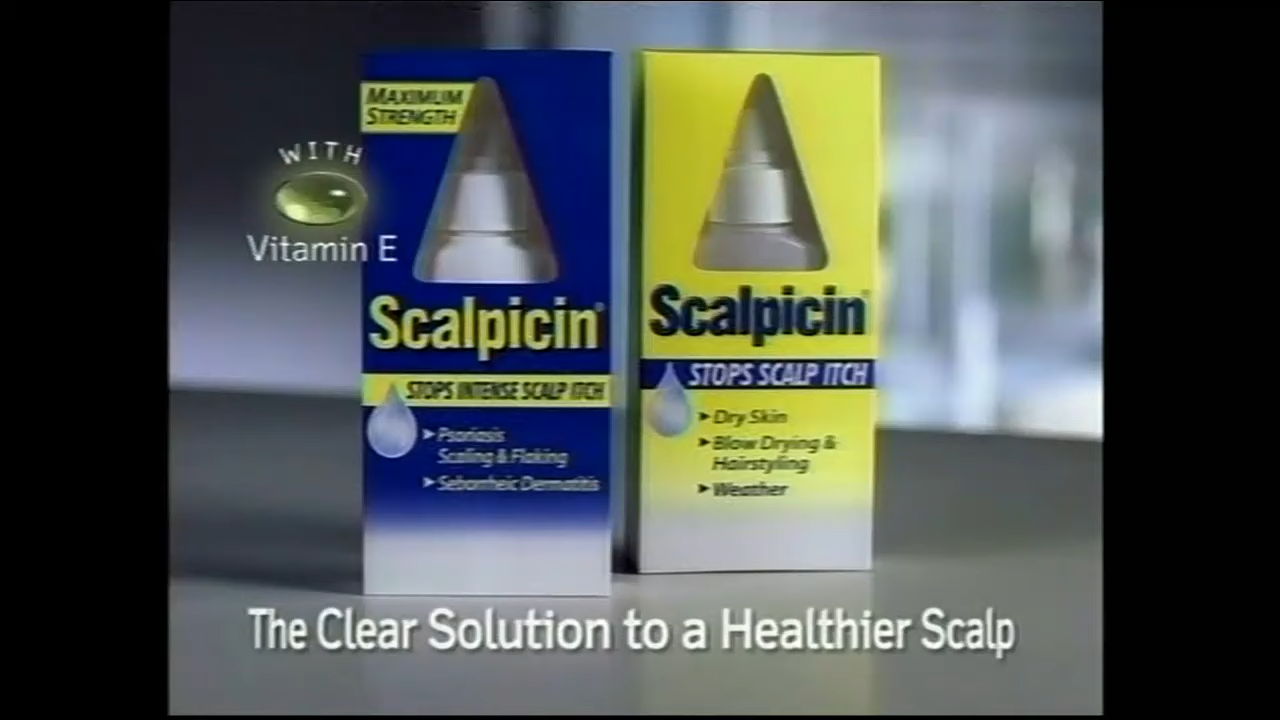 WITH
Vitamin E
MAXIMUM
STRENGTH
Scalpicin
STOPS INTENSE SCALP ITCH
➤Psoriasis
Scaling & Flaking
➤Seborrheic Dermatitis
Scalpicin
STOPS SCALP ITCH
➤Dry Skin
➤Blow Drying &
Hairstyling
➤Weather
The Clear Solution to a Healthier Scalp